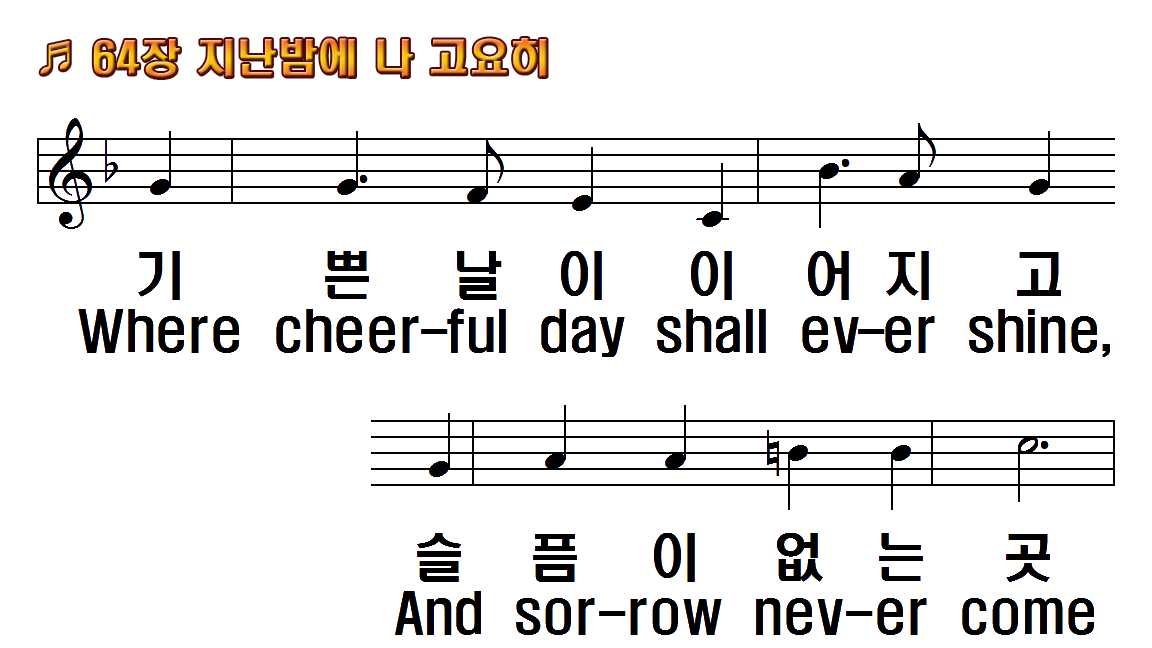 ♬ 64장 지난밤에 나 고요히
기 쁜 날 이 이 어 지 고
Where cheer-ful day shall ev-er shine,
슬 픔 이 없 는 곳
And sor-row nev-er come